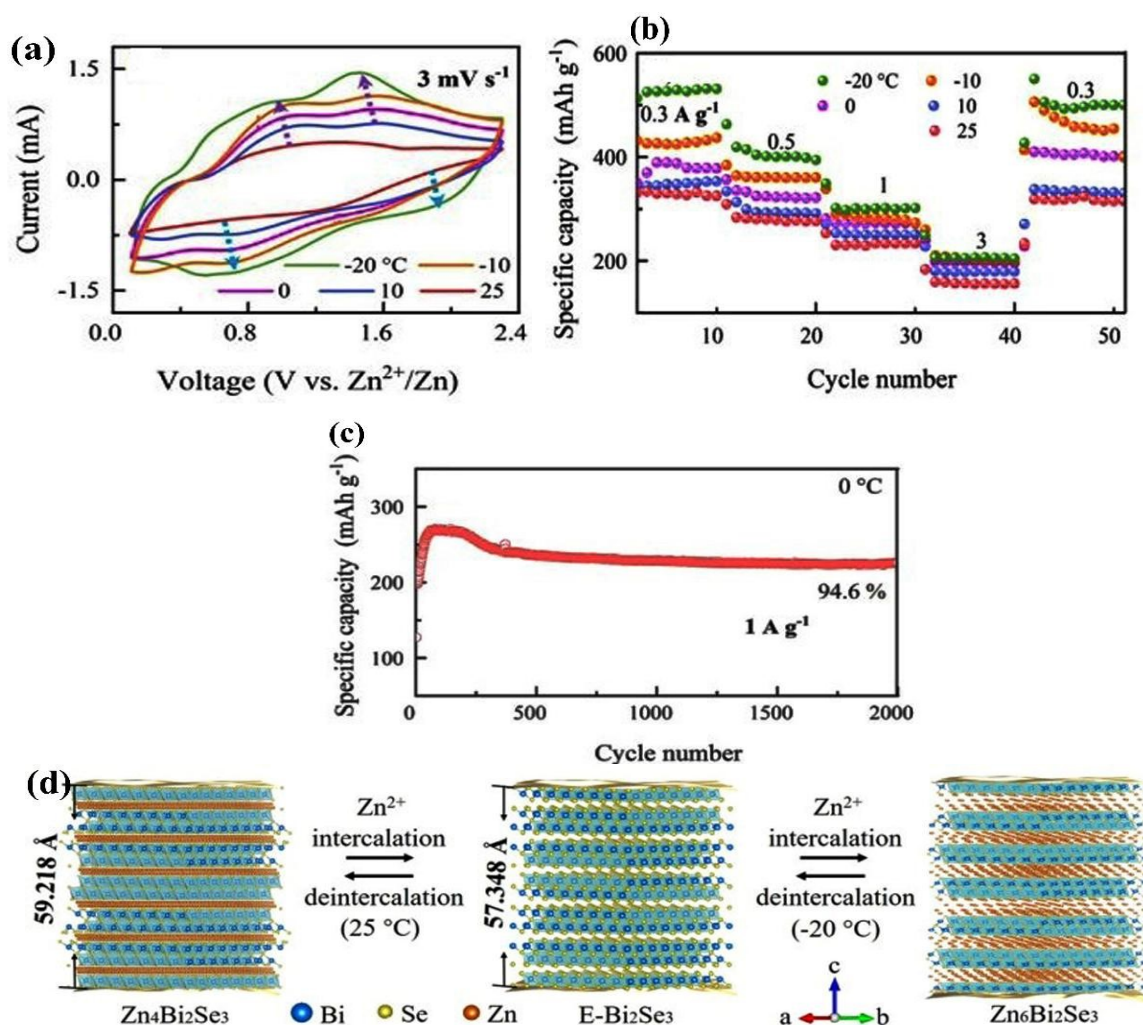 (a)
3 mV s⁻¹
Current (mA)
1.5
0.0
-1.5
-20 °C
-10
0
10
25
0.0
0.8
1.6
2.4
Voltage (V vs. Zn²⁺/Zn)
(b)
Specific capacity (mAh g⁻¹)
600
400
200
-20 °C
-10
0
10
25
0.3 A g⁻¹
0.5
1
3
0.3
0
10
20
30
40
50
Cycle number
(c)
Specific capacity (mAh g⁻¹)
300
200
100
0 °C
94.6 %
1 A g⁻¹
0
500
1000
1500
2000
Cycle number
(d)
59.218 Å
Zn²⁺
intercalation
deintercalation
(25 °C)
57.348 Å
Zn²⁺
intercalation
deintercalation
(-20 °C)
Zn₄Bi₂Se₃
Bi
Se
Zn
E-Bi₂Se₃
c
a
b
Zn₆Bi₂Se₃